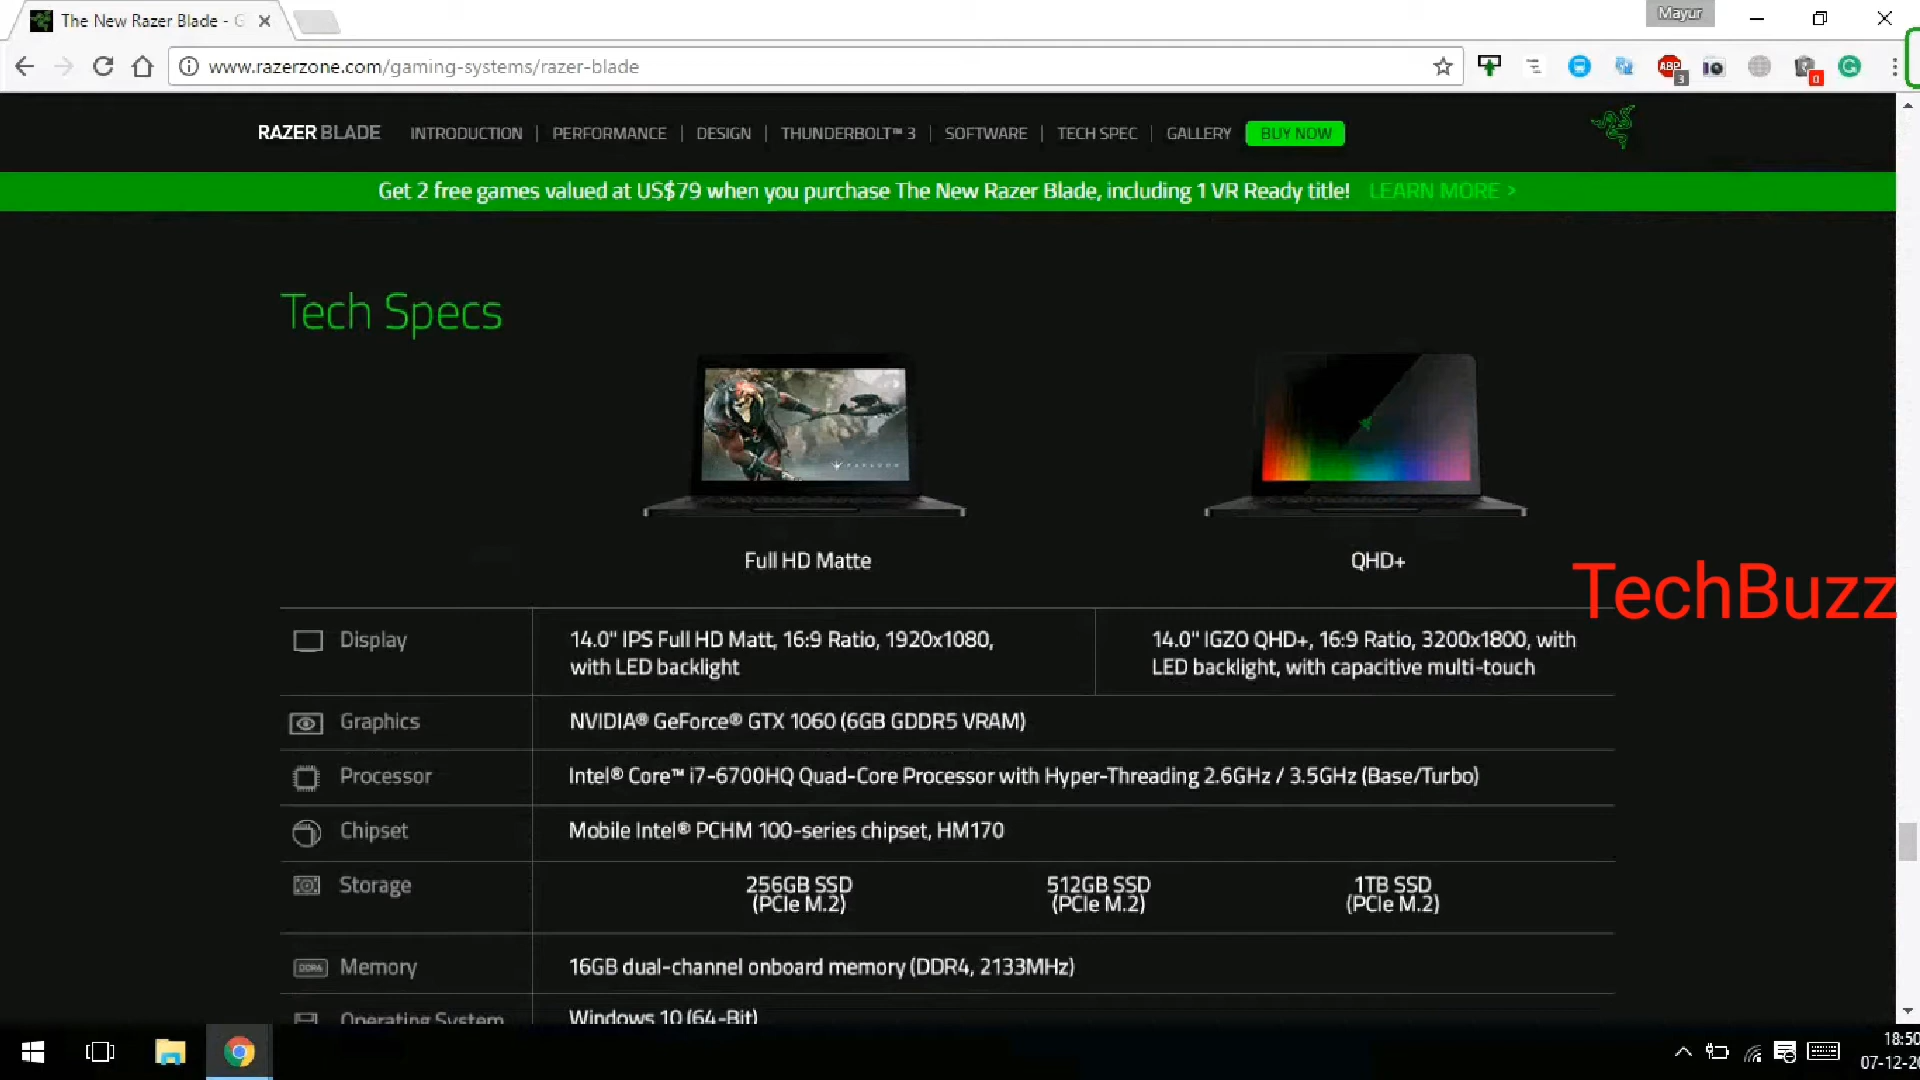 The New Razer Blade - G
Mayur
www.razerzone.com/gaming-systems/razer-blade
ABP
3
0
RAZER BLADE INTRODUCTION | PERFORMANCE | DESIGN | THUNDERBOLT™ 3 | SOFTWARE | TECH SPEC | GALLERY BUY NOW
Get 2 free games valued at US$79 when you purchase The New Razer Blade, including 1 VR Ready title! LEARN MORE >
Tech Specs
PARAGON
Full HD Matte
QHD+
TechBuzz
Display
14.0" IPS Full HD Matt, 16:9 Ratio, 1920x1080,
with LED backlight
14.0" IGZO QHD+, 16:9 Ratio, 3200x1800, with
LED backlight, with capacitive multi-touch
Graphics
NVIDIA® GeForce® GTX 1060 (6GB GDDR5 VRAM)
Processor
Intel® Core™ i7-6700HQ Quad-Core Processor with Hyper-Threading 2.6GHz / 3.5GHz (Base/Turbo)
Chipset
Mobile Intel® PCHM 100-series chipset, HM170
Storage
256GB SSD
(PCIe M.2)
512GB SSD
(PCIe M.2)
1TB SSD
(PCIe M.2)
DDR4
Memory
16GB dual-channel onboard memory (DDR4, 2133MHz)
Operating System
Windows 10 (64-Bit)
18:50
07-12-20